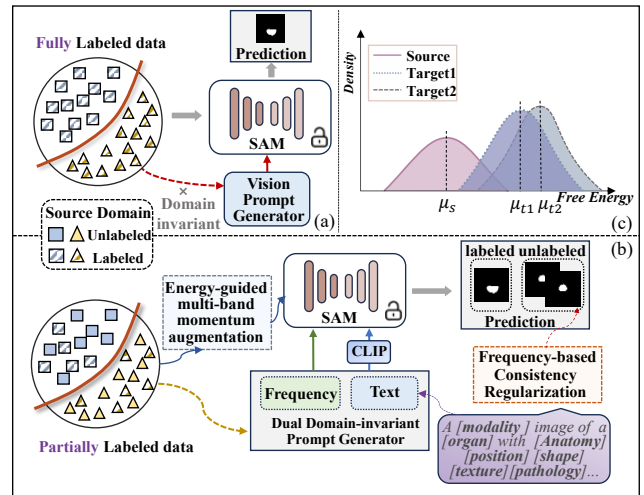 Fully Labeled data
Prediction
SAM
×
Domain
invariant
Vision
Prompt
Generator
(a)
Source Domain
Unlabeled
Labeled
Density
Source
Target1
Target2
μs
μt1
μt2
Free Energy
(c)
(b)
Energy-guided
multi-band
momentum
augmentation
SAM
labeled unlabeled
Prediction
CLIP
Frequency
Text
Dual Domain-invariant
Prompt Generator
Frequency-based
Consistency
Regularization
Partially Labeled data
A [modality ] image of a
[organ] with [Anatomy]
[position] [shape]
[texture][pathology]...